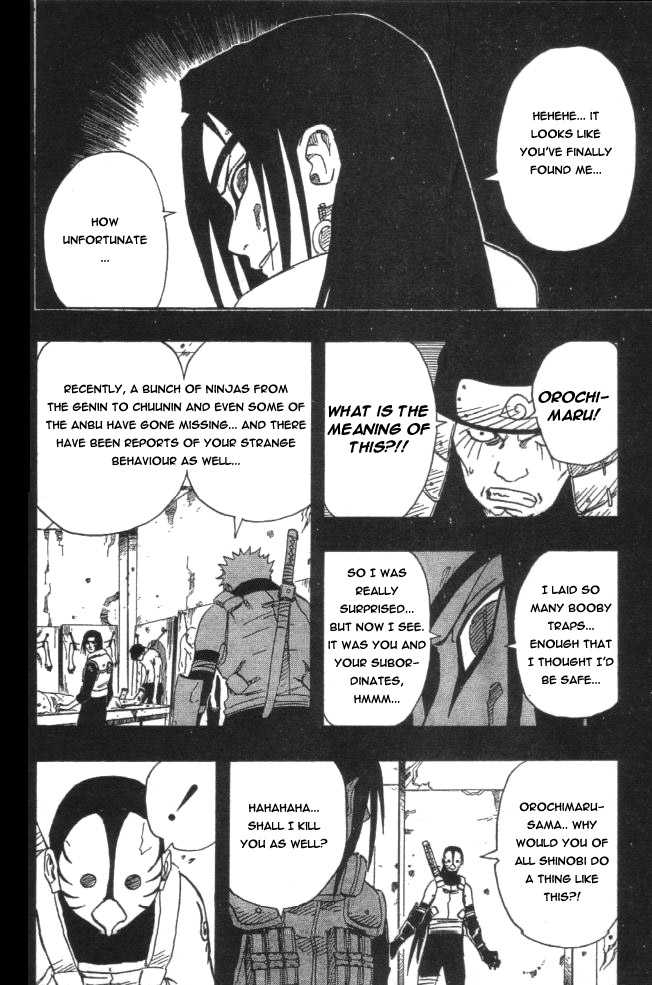 HEHEHE... IT
LOOKS LIKE
YOU'VE FINALLY
FOUND ME...
HOW
UNFORTUNATE
...
OROCHI-
MARU!
WHAT IS THE
MEANING OF
THIS?!!
RECENTLY, A BUNCH OF NINJAS FROM
THE GENIN TO CHUUNIN AND EVEN SOME OF
THE ANBU HAVE GONE MISSING... AND THERE
HAVE BEEN REPORTS OF YOUR STRANGE
BEHAVIOUR AS WELL...
I LAID SO
MANY BOOBY
TRAPS...
ENOUGH THAT
I THOUGHT I'D
BE SAFE...
SO I WAS
REALLY
SURPRISED...
BUT NOW I SEE.
IT WAS YOU AND
YOUR SUBOR-
DINATES,
HMMM...
OROCHIMARU-
SAMA.. WHY
WOULD YOU OF
ALL SHINOBI DO
A THING LIKE
THIS?!
HAHAHAHA...
SHALL I KILL
YOU AS WELL?
!